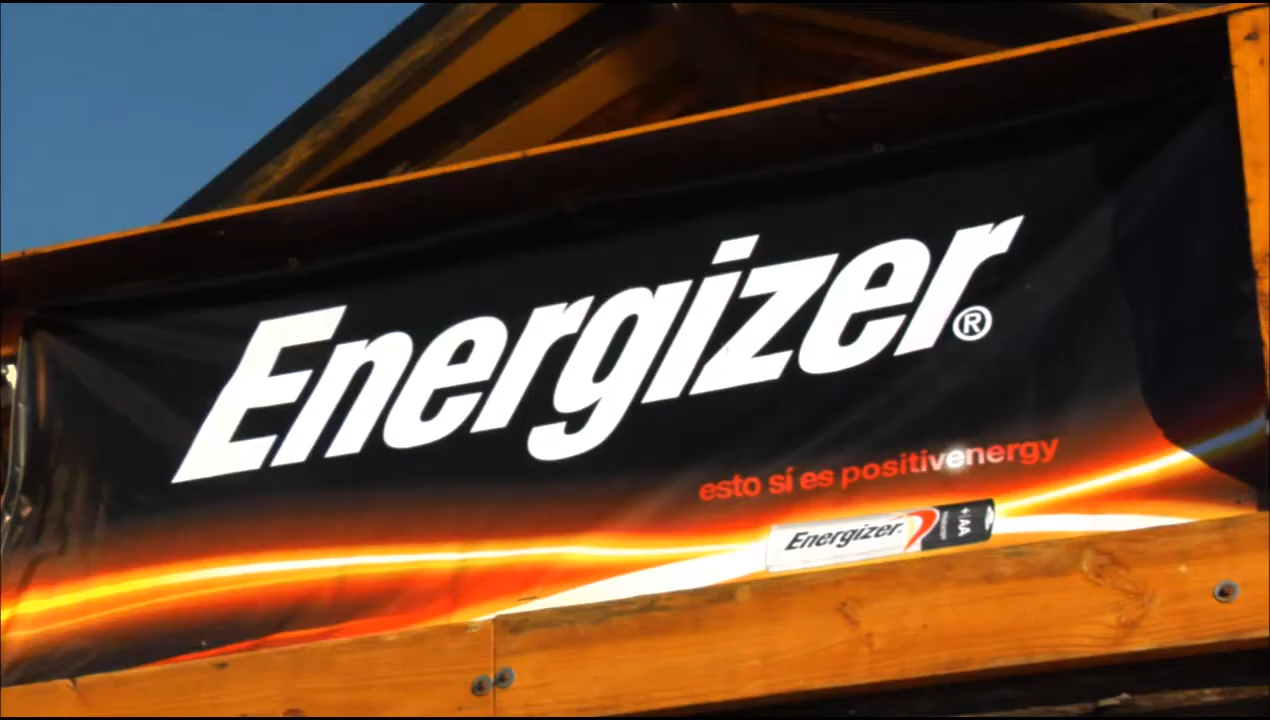 Energizer®
esto sí es positivenergy
Energizer
+ AA